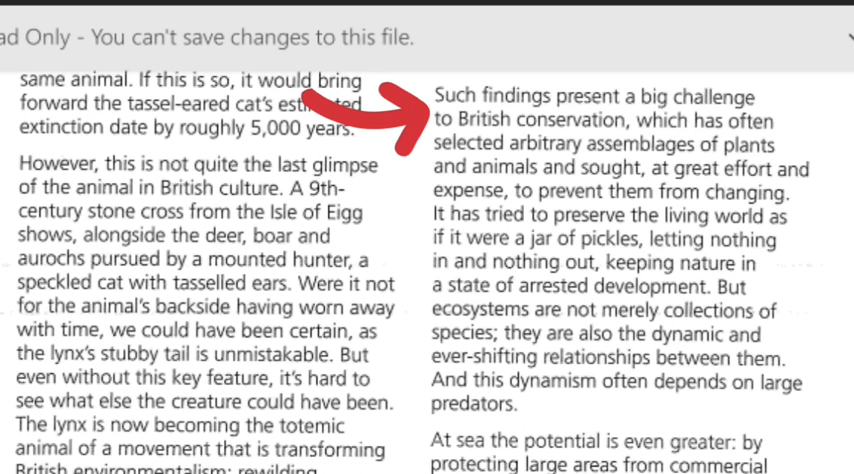 ad Only - You can't save changes to this file.
same animal. If this is so, it would bring
forward the tassel-eared cat's estimated
extinction date by roughly 5,000 years.
However, this is not quite the last glimpse
of the animal in British culture. A 9th-
century stone cross from the Isle of Eigg
shows, alongside the deer, boar and
aurochs pursued by a mounted hunter, a
speckled cat with tasselled ears. Were it not
for the animal's backside having worn away
with time, we could have been certain, as
the lynx's stubby tail is unmistakable. But
even without this key feature, it's hard to
see what else the creature could have been.
The lynx is now becoming the totemic
animal of a movement that is transforming
British environmentalism: rewilding.
Such findings present a big challenge
to British conservation, which has often
selected arbitrary assemblages of plants
and animals and sought, at great effort and
expense, to prevent them from changing.
It has tried to preserve the living world as
if it were a jar of pickles, letting nothing
in and nothing out, keeping nature in
a state of arrested development. But
ecosystems are not merely collections of
species; they are also the dynamic and
ever-shifting relationships between them.
And this dynamism often depends on large
predators.
At sea the potential is even greater: by
protecting large areas from commercial